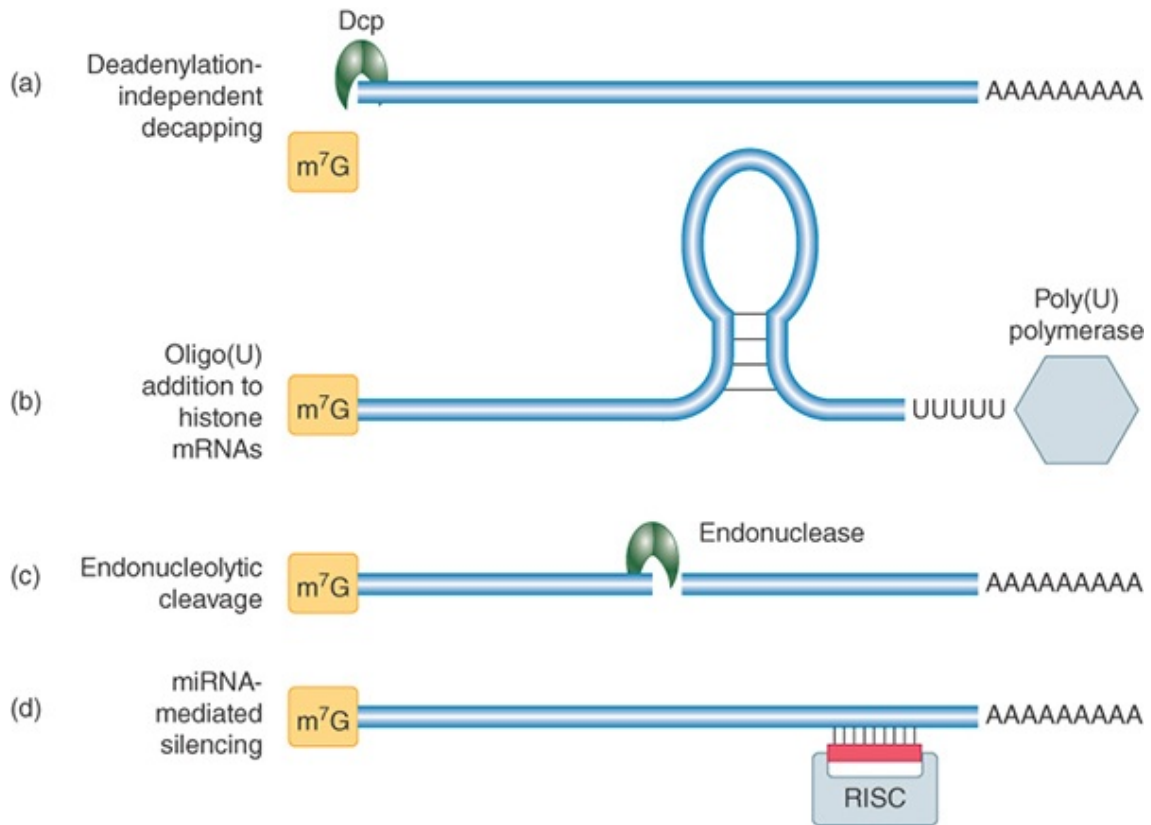 Dcp
(a)
Deadenylation-
independent
decapping
AAAAAAAAA
m⁷G
Poly(U)
polymerase
(b)
Oligo(U)
addition to
histone
mRNAs
m⁷G
UUUUU
Endonuclease
(c)
Endonucleolytic
cleavage
m⁷G
AAAAAAAAA
(d)
miRNA-
mediated
silencing
m⁷G
AAAAAAAAA
RISC